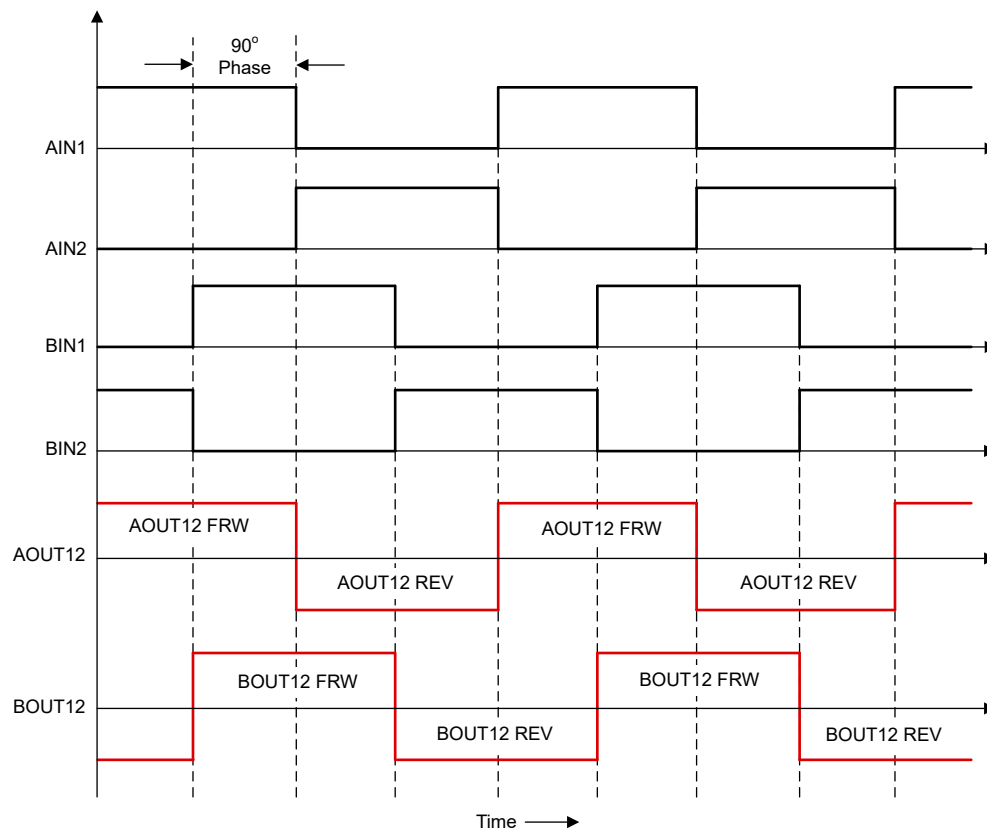 90°
Phase
AIN1
AIN2
BIN1
BIN2
AOUT12 FRW
AOUT12 FRW
AOUT12
AOUT12 REV
AOUT12 REV
BOUT12 FRW
BOUT12 FRW
BOUT12
BOUT12 REV
BOUT12 REV
Time